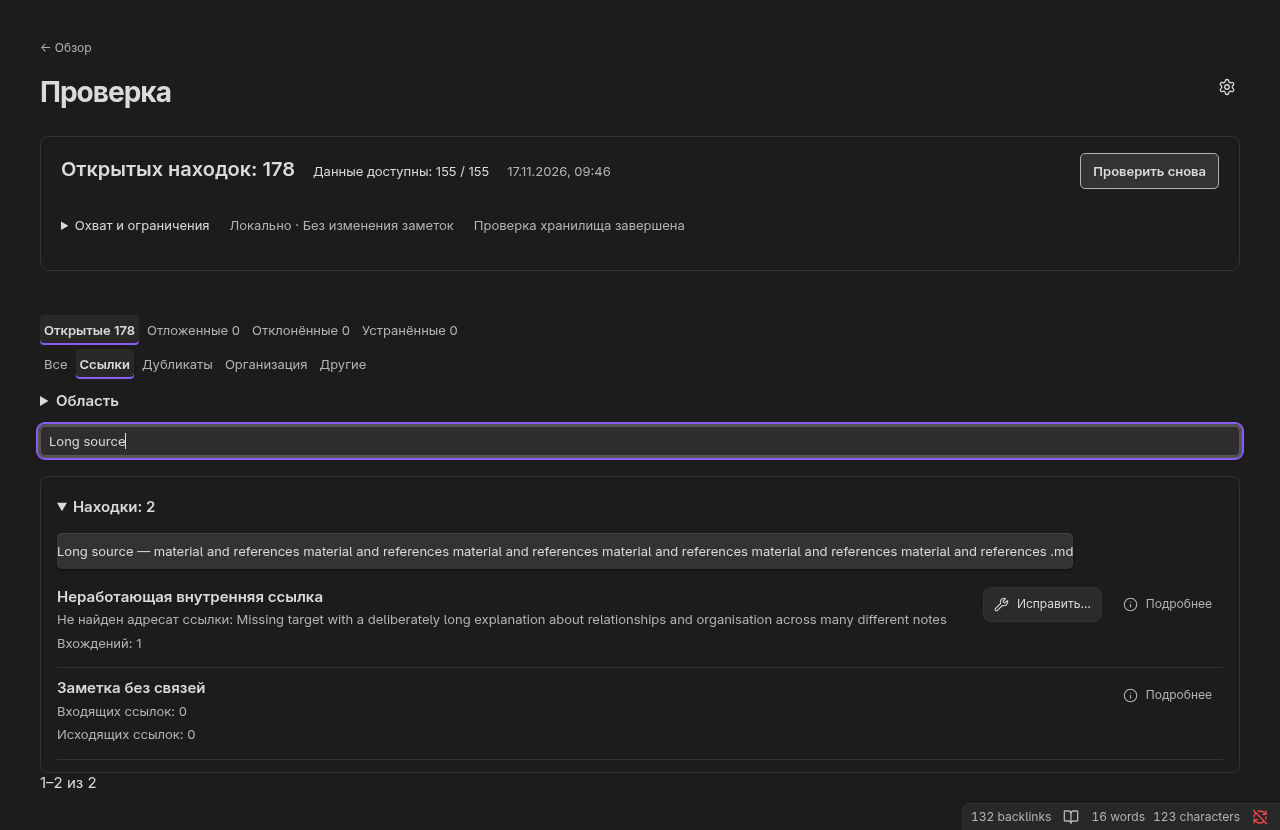 ← Обзор
Проверка
Открытых находок: 178 Данные доступны: 155 / 155 17.11.2026, 09:46 Проверить снова
Охват и ограничения Локально · Без изменения заметок Проверка хранилища завершена
Открытые 178 Отложенные 0 Отклонённые 0 Устранённые 0
Все Ссылки Дубликаты Организация Другие
Область
Long source
Находки: 2
Long source — material and references material and references material and references material and references material and references material and references .md
Неработающая внутренняя ссылка
Исправить... Подробнее
Не найден адресат ссылки: Missing target with a deliberately long explanation about relationships and organisation across many different notes
Вхождений: 1
Заметка без связей
Подробнее
Входящих ссылок: 0
Исходящих ссылок: 0
1–2 из 2
132 backlinks 16 words 123 characters